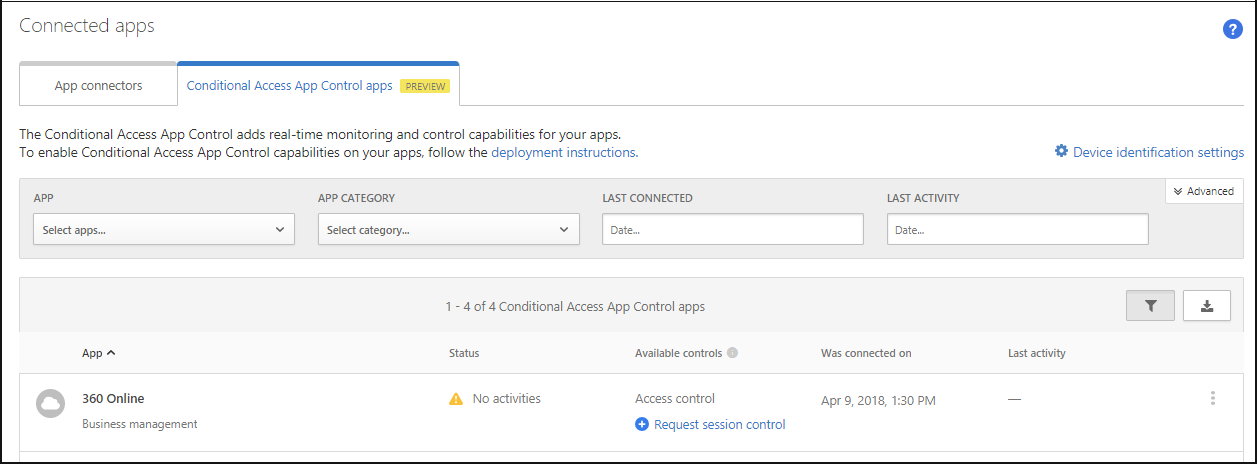 Connected apps
?
App connectors
Conditional Access App Control apps PREVIEW
The Conditional Access App Control adds real-time monitoring and control capabilities for your apps.
To enable Conditional Access App Control capabilities on your apps, follow the deployment instructions.
Device identification settings
APP APP CATEGORY LAST CONNECTED LAST ACTIVITY Advanced
Select apps... Select category... Date... Date...
1 - 4 of 4 Conditional Access App Control apps
App Status Available controls Was connected on Last activity
360 Online No activities Access control Apr 9, 2018, 1:30 PM —
Business management Request session control